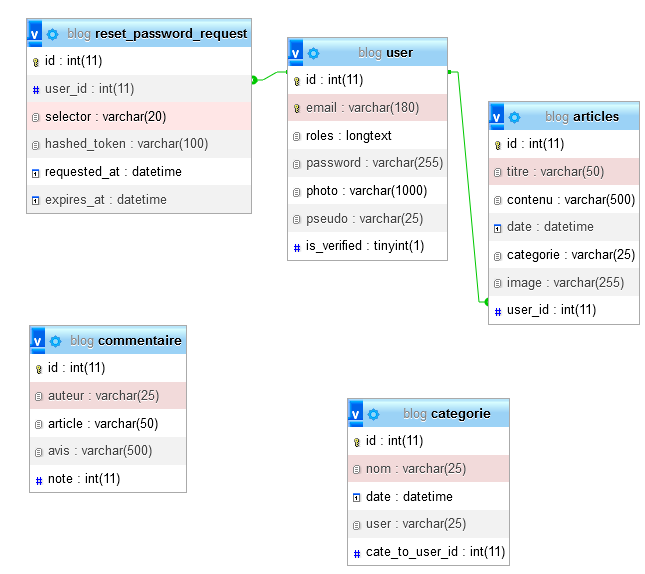 v blog reset_password_request
id : int(11)
# user_id : int(11)
selector : varchar(20)
hashed_token : varchar(100)
requested_at : datetime
expires_at : datetime
v blog user
id : int(11)
email : varchar(180)
roles : longtext
password : varchar(255)
photo : varchar(1000)
pseudo : varchar(25)
# is_verified : tinyint(1)
v blog articles
id : int(11)
titre : varchar(50)
contenu : varchar(500)
date : datetime
categorie : varchar(25)
image : varchar(255)
# user_id : int(11)
v blog commentaire
id : int(11)
auteur : varchar(25)
article : varchar(50)
avis : varchar(500)
# note : int(11)
v blog categorie
id : int(11)
nom : varchar(25)
date : datetime
user : varchar(25)
# cate_to_user_id : int(11)